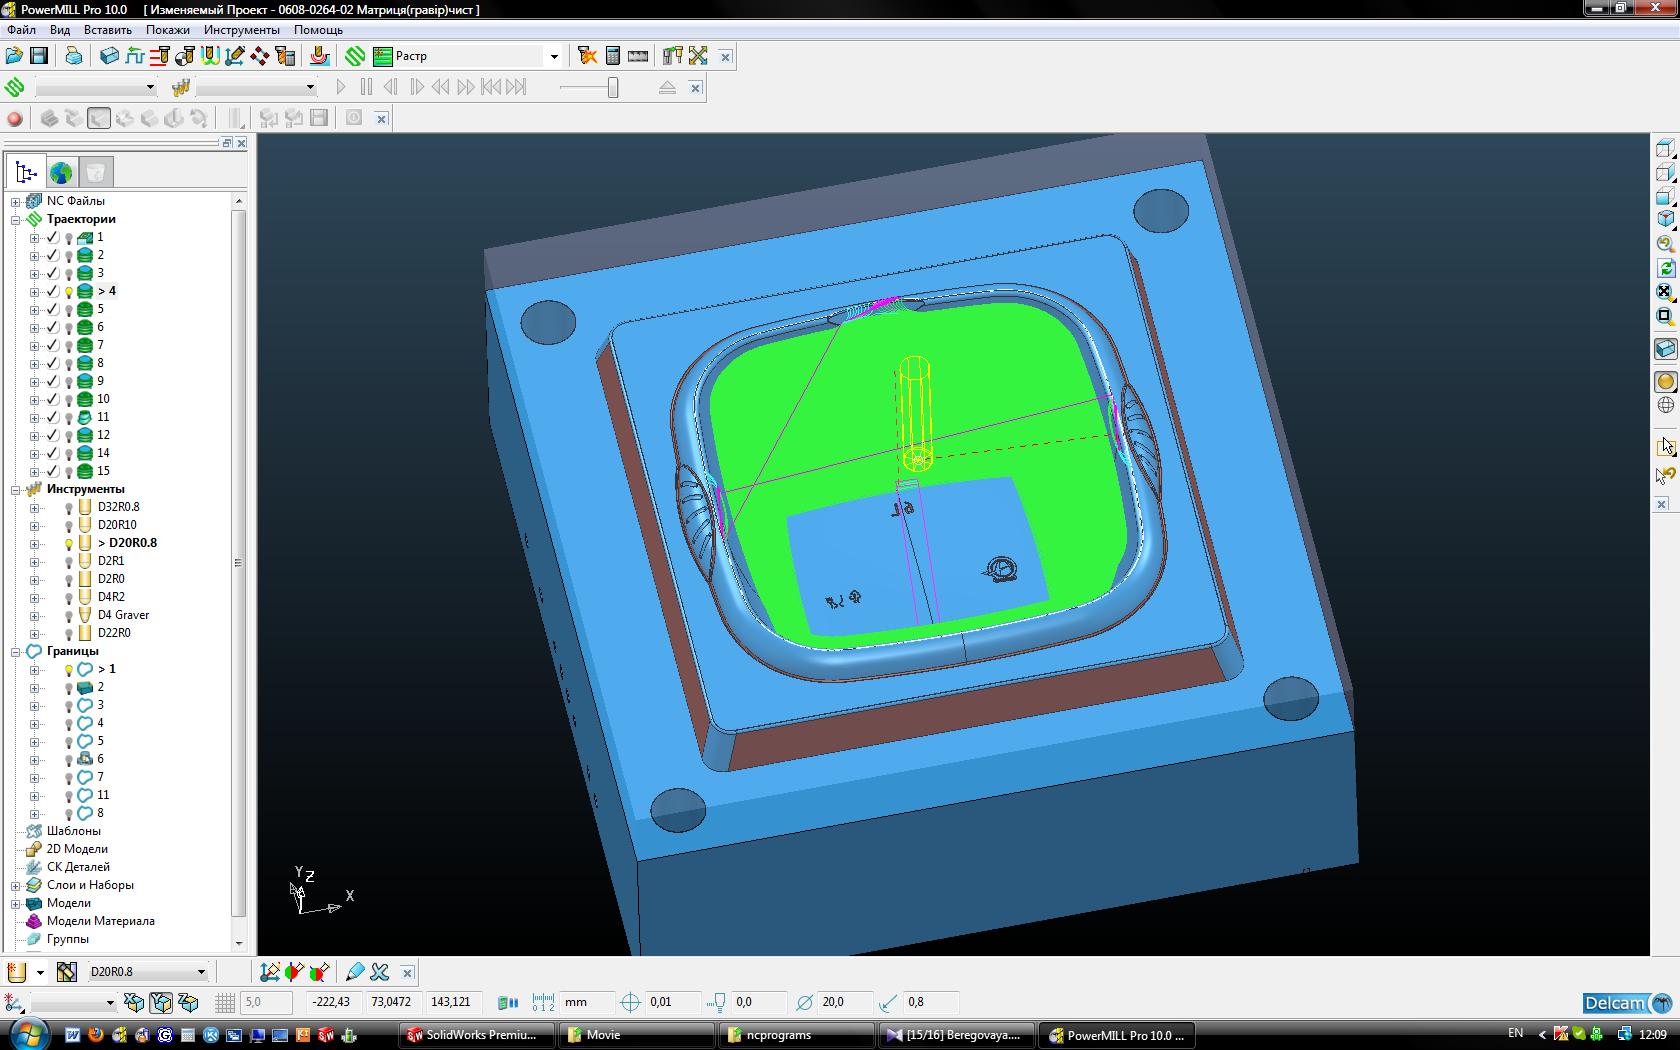 PowerMILL Pro 10.0 [ Изменяемый Проект - 0608-0264-02 Матриця(гравір)чист ]
Файл Вид Вставить Покажи Инструменты Помощь
Растр
NC Файлы
Траектории
1
2
3
> 4
5
6
7
8
9
10
11
12
14
15
Инструменты
D32R0.8
D20R10
> D20R0.8
D2R1
D2R0
D4R2
D4 Graver
D22R0
Границы
> 1
2
3
4
5
6
7
11
8
Шаблоны
2D Модели
СК Деталей
Слои и Наборы
Модели
Модели Материала
Группы
Y Z X
D20R0.8
5,0 -222,43 73,0472 143,121 mm 0,01 0,0 20,0 0,8
Delcam
SolidWorks Premiu... Movie ncprograms [15/16] Beregovaya.... PowerMILL Pro 10.0 ... EN 12:09